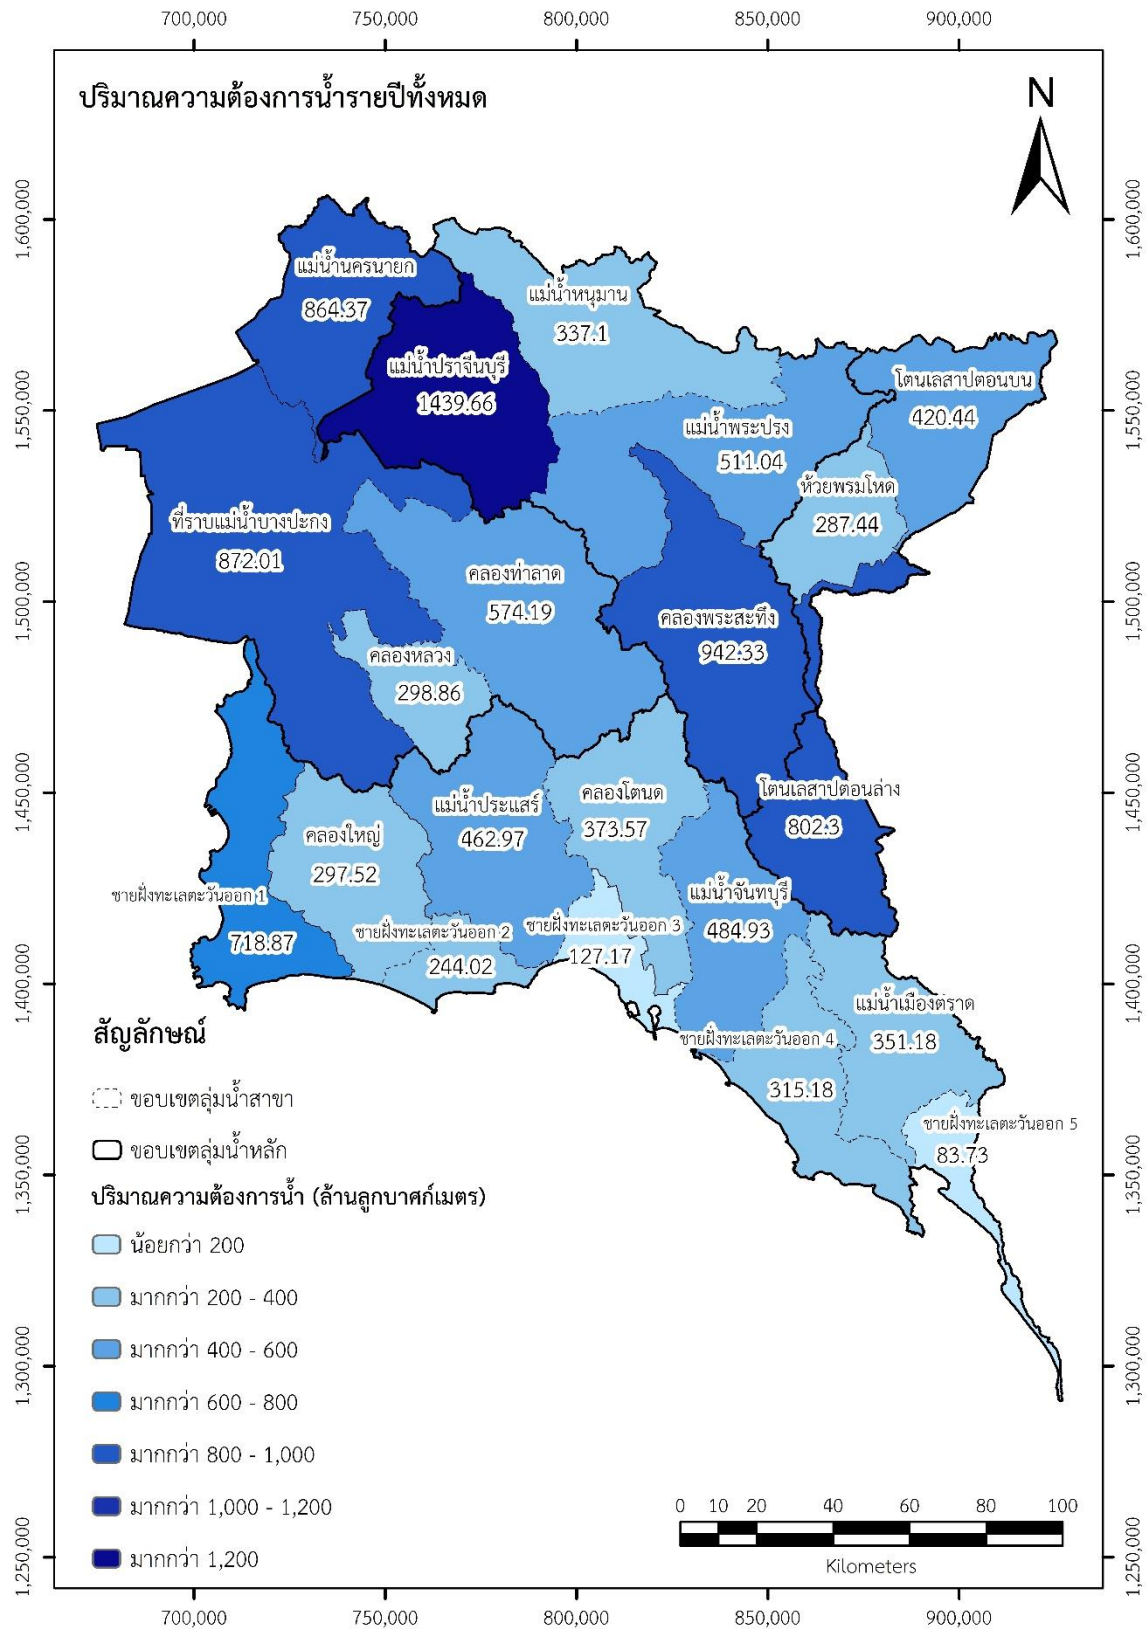 700,000 750,000 800,000 850,000 900,000
ปริมาณความต้องการน้ำรายปีทั้งหมด
N
1,600,000 1,600,000
แม่น้ำนครนายก
864.37
แม่น้ำหนุมาน
337.1
แม่น้ำปราจีนบุรี
1439.66
โตนเลสาปตอนบน
420.44
1,550,000 1,550,000
แม่น้ำพระปรง
511.04
ห้วยพรมโหด
287.44
ที่ราบแม่น้ำบางปะกง
872.01
คลองท่าลาด
574.19
1,500,000 1,500,000
คลองพระสะทึง
942.33
คลองหลวง
298.86
1,450,000 1,450,000
โตนเลสาปตอนล่าง
802.3
คลองโตนด
373.57
แม่น้ำประแสร์
462.97
คลองใหญ่
297.52
ชายฝั่งทะเลตะวันออก 1
718.87
แม่น้ำจันทบุรี
484.93
ชายฝั่งทะเลตะวันออก 2
244.02
ชายฝั่งทะเลตะวันออก 3
127.17
1,400,000 1,400,000
แม่น้ำเมืองตราด
351.18
ชายฝั่งทะเลตะวันออก 4
315.18
ชายฝั่งทะเลตะวันออก 5
83.73
สัญลักษณ์
ขอบเขตลุ่มน้ำสาขา
ขอบเขตลุ่มน้ำหลัก
1,350,000 1,350,000
ปริมาณความต้องการน้ำ (ล้านลูกบาศก์เมตร)
น้อยกว่า 200
มากกว่า 200 - 400
มากกว่า 400 - 600
1,300,000 1,300,000
มากกว่า 600 - 800
มากกว่า 800 - 1,000
มากกว่า 1,000 - 1,200
มากกว่า 1,200
1,250,000 1,250,000
0 10 20 40 60 80 100
Kilometers
700,000 750,000 800,000 850,000 900,000